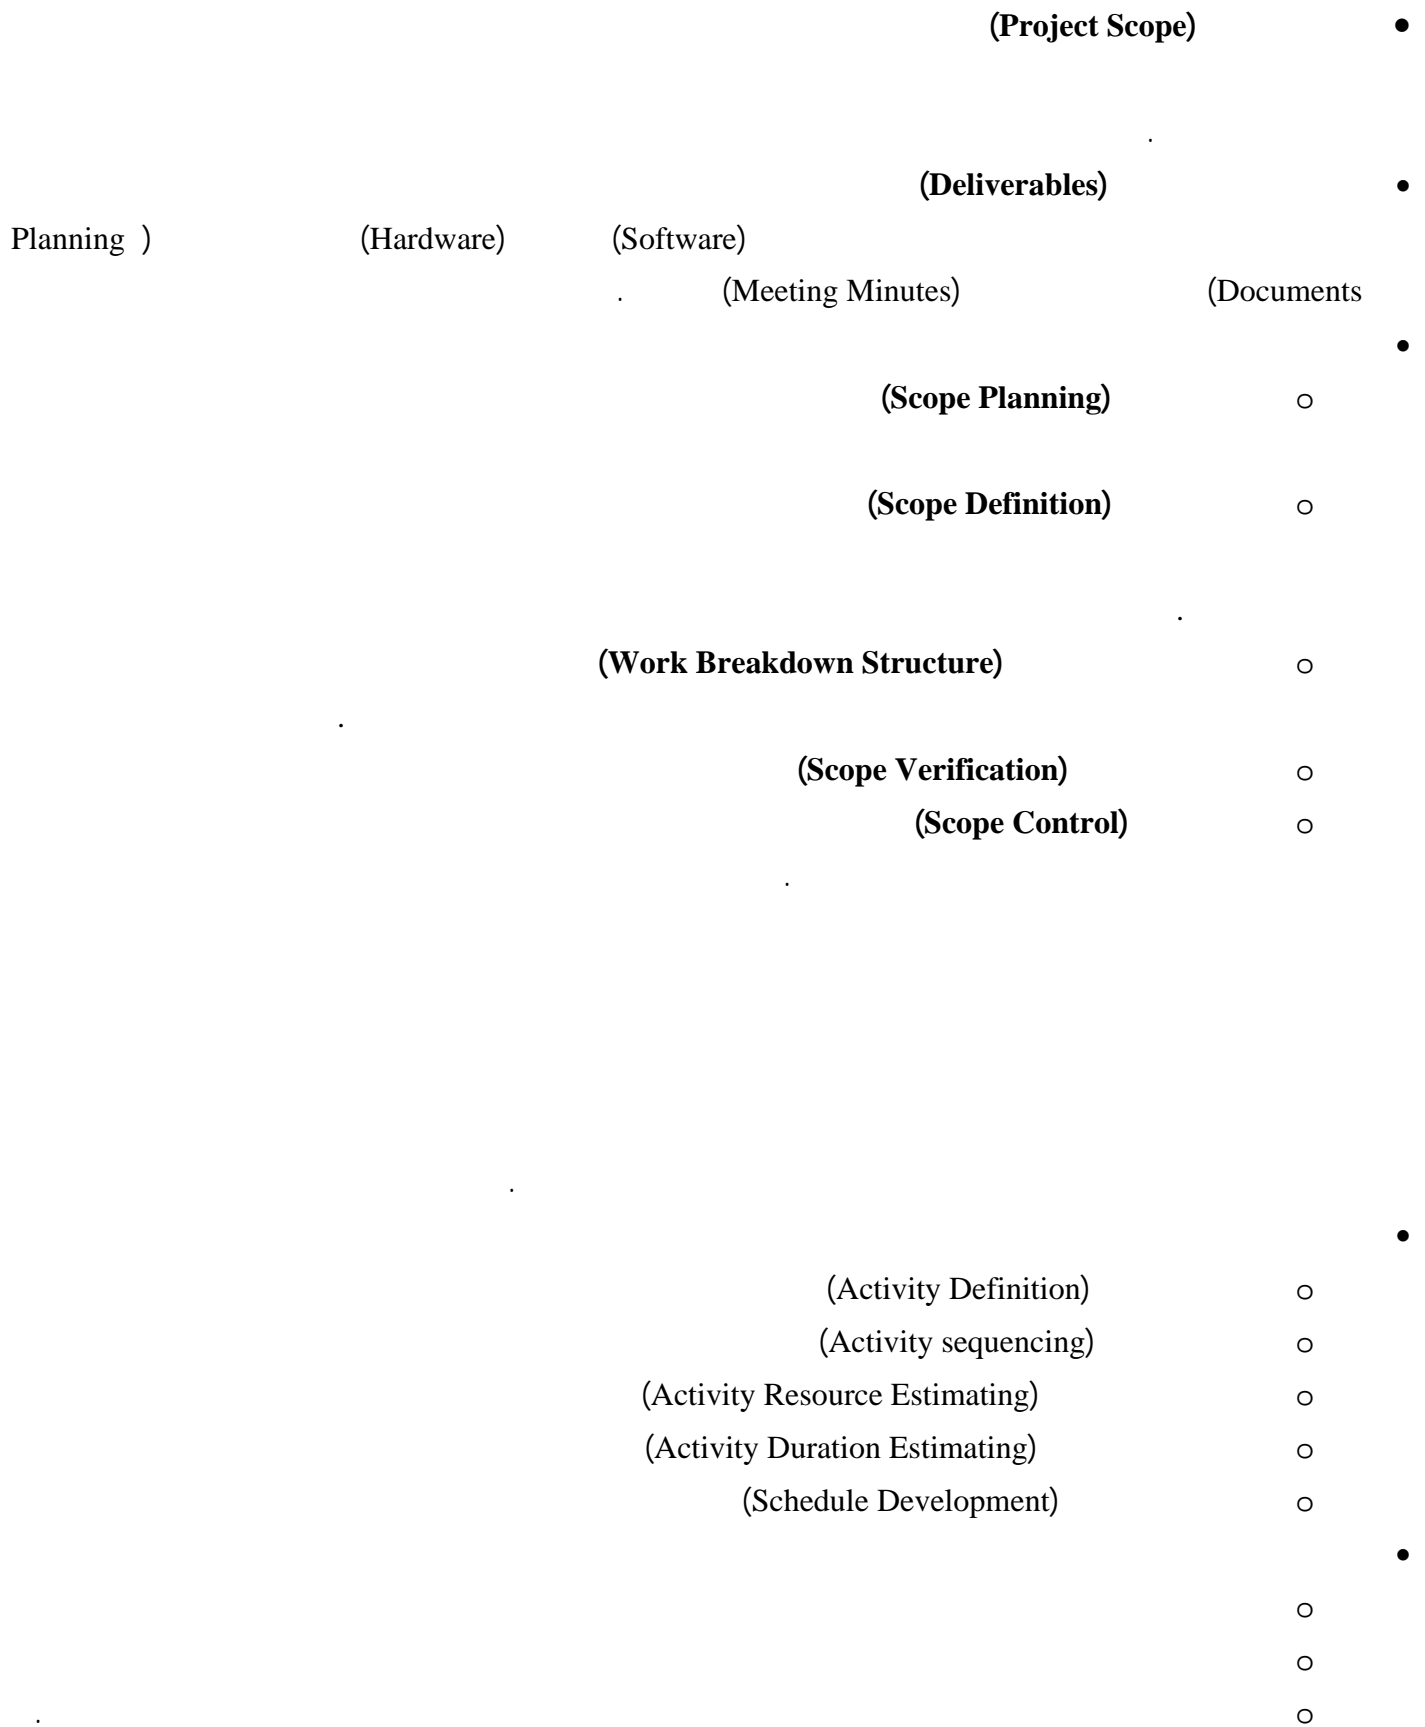 • (Project Scope)
.
• (Deliverables)
(Software) (Hardware) ( Planning
Documents) (Meeting Minutes) .
•
o (Scope Planning)
o (Scope Definition)
.
o (Work Breakdown Structure)
.
o (Scope Verification)
o (Scope Control)
.
.
•
o (Activity Definition)
o (Activity sequencing)
o (Activity Resource Estimating)
o (Activity Duration Estimating)
o (Schedule Development)
•
o
o
o .